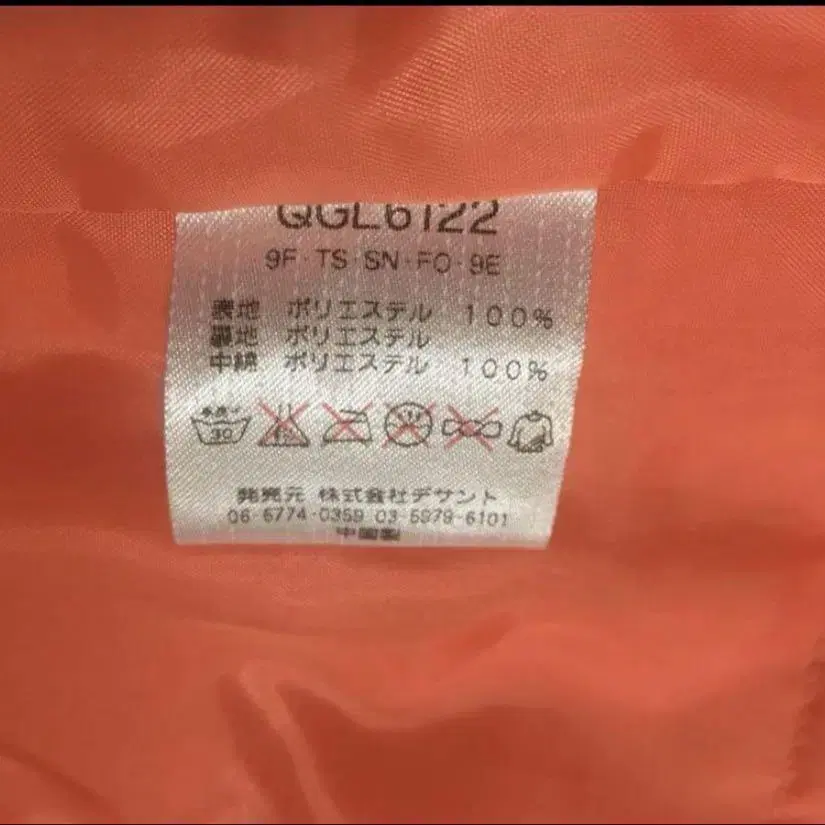 QGL6122
9F・TS・SN・FO・9E
表地 ポリエステル 100%
裏地 ポリエステル
中綿 ポリエステル 100%
30
発売元 株式会社デサント
06-6774-0359 03-5979-6101
中国製